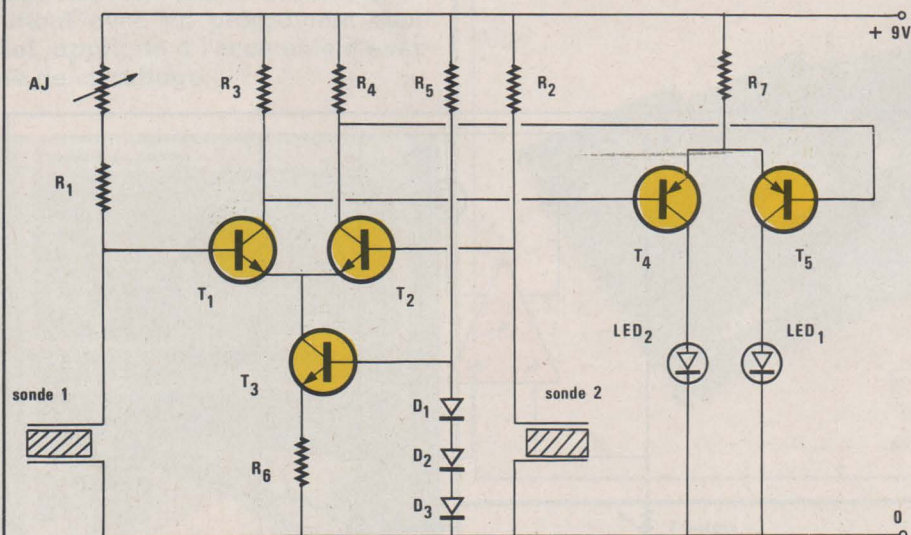 + 9V
AJ
R3
R4
R5
R2
R7
R1
T1
T2
T4
T5
LED2
LED1
T3
sonde 1
D1
sonde 2
D2
R6
D3
0